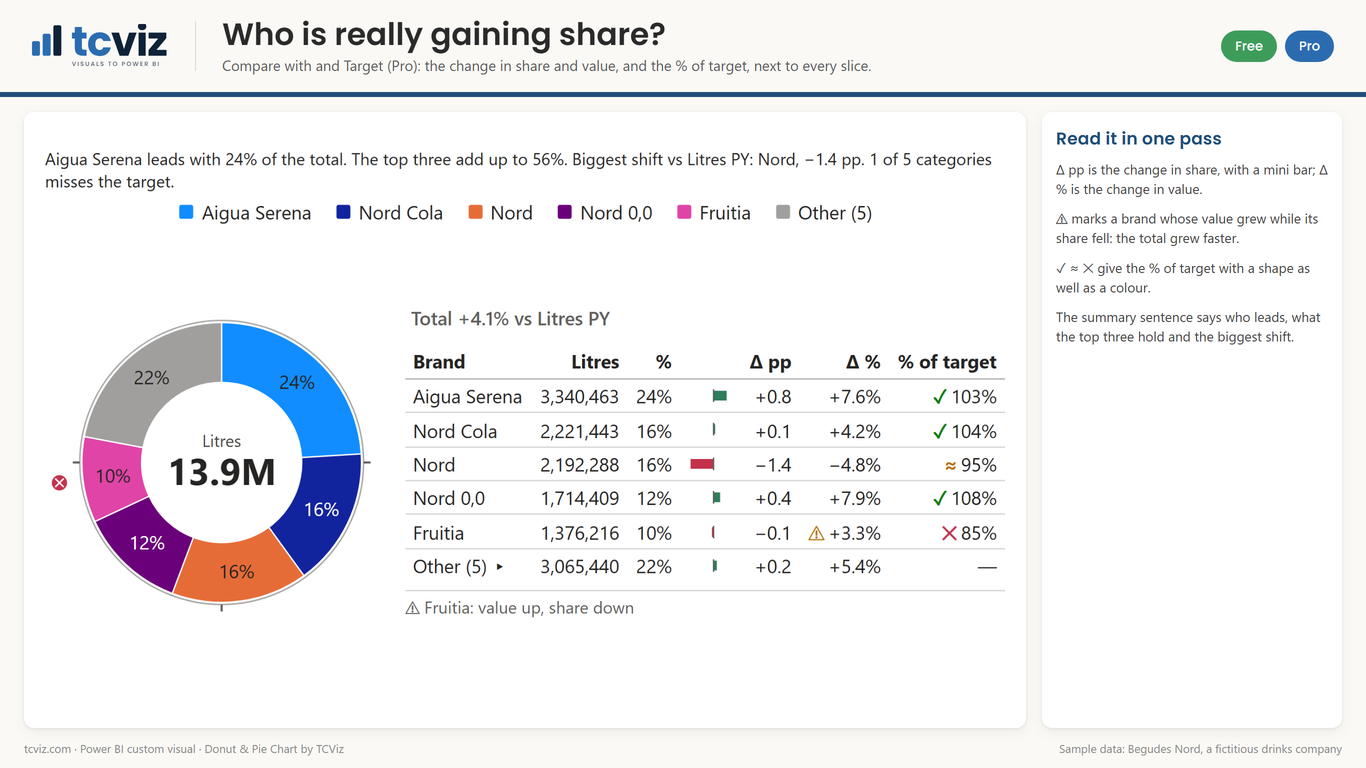 tcviz
VISUALS TO POWER BI
Who is really gaining share?
Compare with and Target (Pro): the change in share and value, and the % of target, next to every slice.
Free
Pro
Aigua Serena leads with 24% of the total. The top three add up to 56%. Biggest shift vs Litres PY: Nord, −1.4 pp. 1 of 5 categories
misses the target.
Aigua Serena Nord Cola Nord Nord 0,0 Fruitia Other (5)
24%
16%
16%
12%
10%
22%
Litres
13.9M
Total +4.1% vs Litres PY
Brand Litres % Δ pp Δ % % of target
Aigua Serena 3,340,463 24% +0.8 +7.6% ✓ 103%
Nord Cola 2,221,443 16% +0.1 +4.2% ✓ 104%
Nord 2,192,288 16% −1.4 −4.8% ≈ 95%
Nord 0,0 1,714,409 12% +0.4 +7.9% ✓ 108%
Fruitia 1,376,216 10% −0.1 ⚠ +3.3% ✕ 85%
Other (5) ▸ 3,065,440 22% +0.2 +5.4% —
⚠ Fruitia: value up, share down
Read it in one pass
Δ pp is the change in share, with a mini bar; Δ
% is the change in value.
⚠ marks a brand whose value grew while its
share fell: the total grew faster.
✓ ≈ ✕ give the % of target with a shape as
well as a colour.
The summary sentence says who leads, what
the top three hold and the biggest shift.
tcviz.com · Power BI custom visual · Donut & Pie Chart by TCViz
Sample data: Begudes Nord, a fictitious drinks company